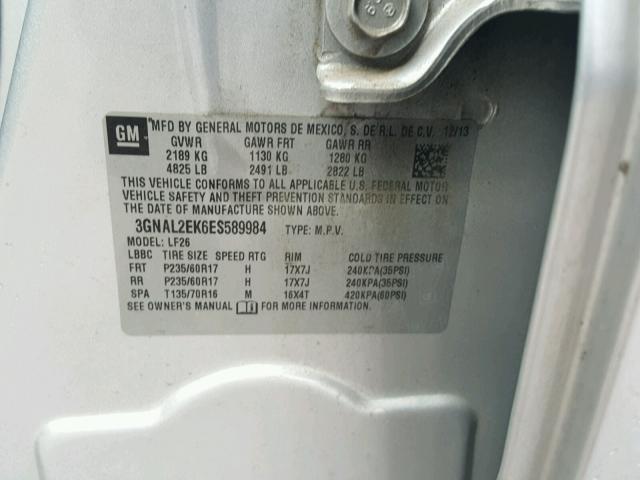 GM "MFD BY GENERAL MOTORS DE MEXICO, S. DE R.L. DE C.V. 12/13
GVWR GAWR FRT GAWR RR
2189 KG 1130 KG 1280 KG
4825 LB 2491 LB 2822 LB
THIS VEHICLE CONFORMS TO ALL APPLICABLE U.S. FEDERAL MOTOR
VEHICLE SAFETY AND THEFT PREVENTION STANDARDS IN EFFECT ON
THE DATE OF MANUFACTURE SHOWN ABOVE.
3GNAL2EK6ES589984 TYPE: M.P.V.
MODEL: LF26
LBBC TIRE SIZE SPEED RTG RIM COLD TIRE PRESSURE
FRT P235/60R17 H 17X7J 240KPA(35PSI)
RR P235/60R17 H 17X7J 240KPA(35PSI)
SPA T135/70R16 M 16X4T 420KPA(60PSI)
SEE OWNER'S MANUAL FOR MORE INFORMATION.